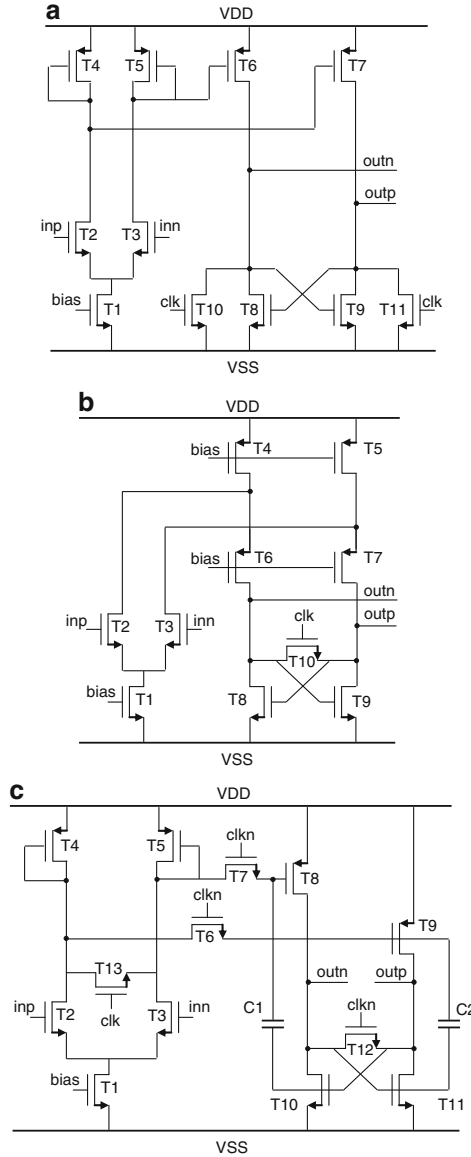 a
VDD
T4
T5
T6
T7
outn
outp
inp
T2
T3
inn
bias
T1
clk
T10
T8
T9
T11
clk
VSS
b
VDD
bias
T4
T5
bias
T6
T7
outn
outp
clk
inp
T2
T3
inn
T10
bias
T1
T8
T9
VSS
c
VDD
T4
T5
clkn
T7
T8
clkn
T6
T9
T13
outn
outp
inp
T2
clk
T3
inn
C1
clkn
C2
T12
bias
T1
T10
T11
VSS